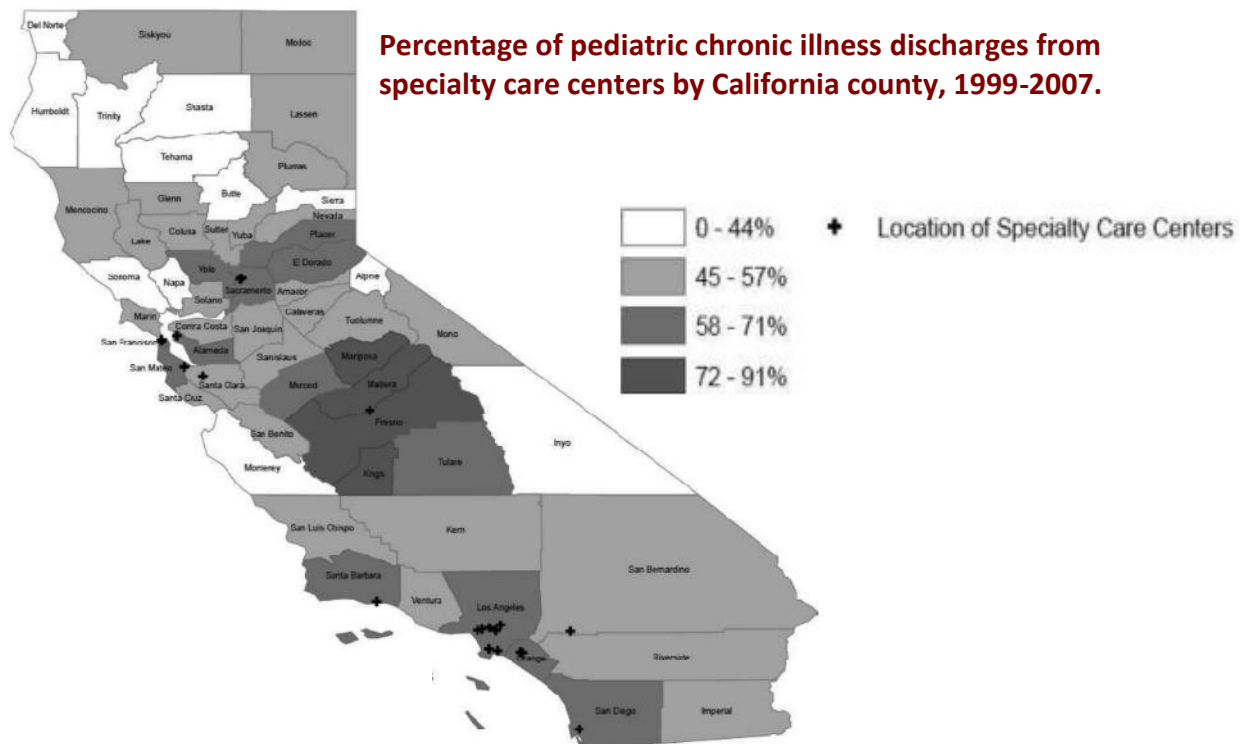 Percentage of pediatric chronic illness discharges from
specialty care centers by California county, 1999-2007.
Del Norte
Siskiyou
Modoc
Humboldt
Trinity
Shasta
Lassen
Tehama
Plumas
Butte
Sierra
Mencocino
Glenn
Nevada
Colusa
Sutter
Yuba
Placer
Lake
El Dorado
Yolo
Sonoma
Napa
Sacramento
Alpine
Amador
Solano
Calaveras
Marin
Contra Costa
San Joaquin
Tuolumne
Mono
San Francisco
Alameda
Stanislaus
Mariposa
San Mateo
Santa Clara
Merced
Madera
Santa Cruz
Fresno
San Benito
Inyo
Monterey
Kings
Tulare
San Luis Obispo
Kern
San Bernardino
Santa Barbara
Ventura
Los Angeles
Orange
Riverside
San Diego
Imperial
0 - 44%
45 - 57%
58 - 71%
72 - 91%
Location of Specialty Care Centers